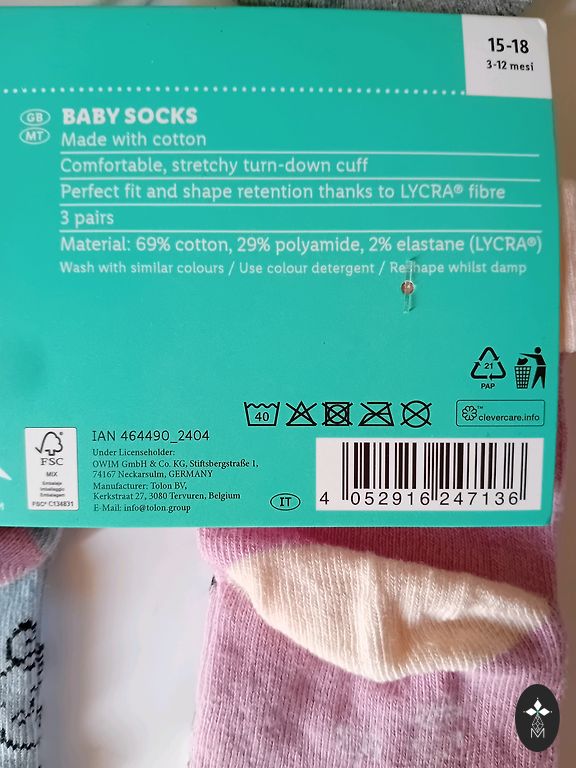 15-18
3-12 mesi
GB
BABY SOCKS
MT
Made with cotton
Comfortable, stretchy turn-down cuff
Perfect fit and shape retention thanks to LYCRA® fibre
3 pairs
Material: 69% cotton, 29% polyamide, 2% elastane (LYCRA®)
Wash with similar colours / Use colour detergent / Reshape whilst damp
21
PAP
40
™
clevercare.info
FSC
MIX
Embalaje
Imballaggio
Embalagem
FSC® C134831
IAN 464490_2404
Under Licenseholder:
OWIM GmbH & Co. KG, Stiftsbergstraße 1,
74167 Neckarsulm, GERMANY
Manufacturer: Tolon BV,
Kerkstraat 27, 3080 Tervuren, Belgium
E-Mail: info@tolon.group
IT
4 052916 247136
M